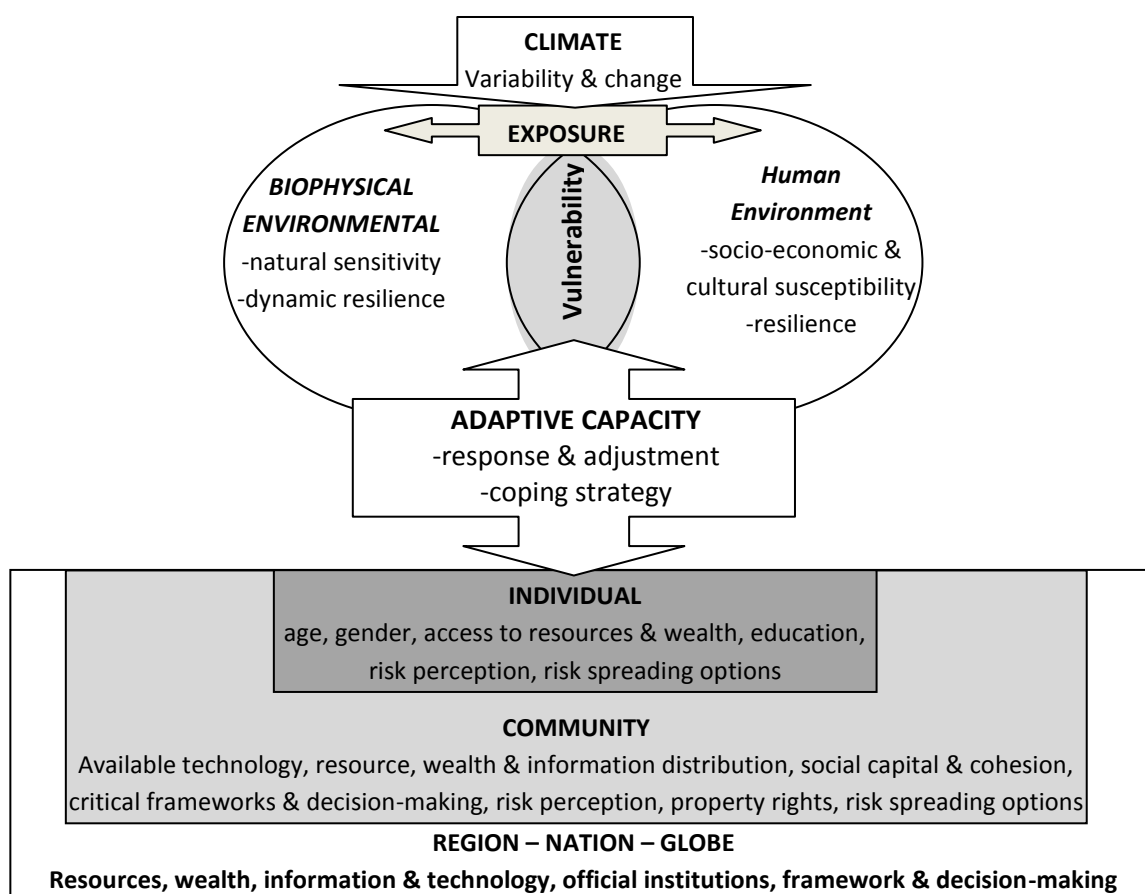 CLIMATE
Variability & change
EXPOSURE
BIOPHYSICAL
ENVIRONMENTAL
-natural sensitivity
-dynamic resilience
Vulnerability
Human
Environment
-socio-economic &
cultural susceptibility
-resilience
ADAPTIVE CAPACITY
-response & adjustment
-coping strategy
INDIVIDUAL
age, gender, access to resources & wealth, education,
risk perception, risk spreading options
COMMUNITY
Available technology, resource, wealth & information distribution, social capital & cohesion,
critical frameworks & decision-making, risk perception, property rights, risk spreading options
REGION – NATION – GLOBE
Resources, wealth, information & technology, official institutions, framework & decision-making